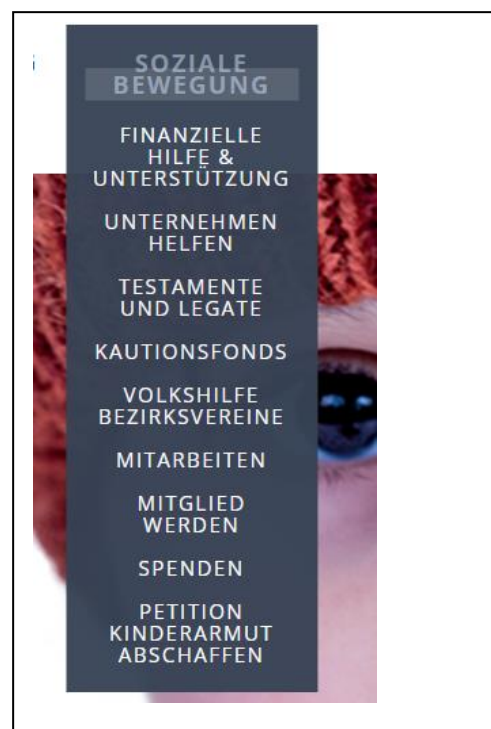 SOZIALE
BEWEGUNG
FINANZIELLE
HILFE &
UNTERSTÜTZUNG
UNTERNEHMEN
HELFEN
TESTAMENTE
UND LEGATE
KAUTIONSFONDS
VOLKSHILFE
BEZIRKSVEREINE
MITARBEITEN
MITGLIED
WERDEN
SPENDEN
PETITION
KINDERARMUT
ABSCHAFFEN